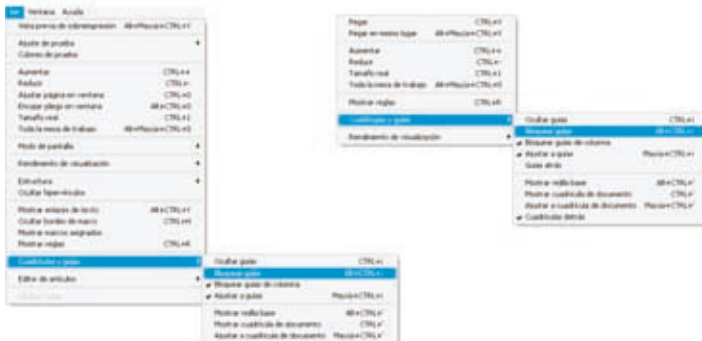 Ver Ventana Ayuda
Vista previa de sobreimpresión Alt+Mayús+CTRL+Y
Ajuste de prueba
Colores de prueba
Aumentar CTRL++
Reducir CTRL+-
Ajustar página en ventana CTRL+0
Encajar pliego en ventana Alt+CTRL+0
Tamaño real CTRL+1
Toda la mesa de trabajo Alt+Mayús+CTRL+0
Modo de pantalla
Rendimiento de visualización
Estructura
Ocultar hipervínculos
Mostrar enlaces de texto Alt+CTRL+Y
Ocultar bordes de marco CTRL+H
Mostrar marcos asignados
Mostrar reglas CTRL+R
Cuadrículas y guías
Editor de artículos
Ocultar guías CTRL+;
Bloquear guías Alt+CTRL+;
Bloquear guías de columna
Ajustar a guías Mayús+CTRL+;
Mostrar rejilla base Alt+CTRL+'
Mostrar cuadrícula de documento CTRL+'
Ajustar a cuadrícula de documento Mayús+CTRL+'
Pegar CTRL+V
Pegar en mismo lugar Alt+Mayús+CTRL+V
Aumentar CTRL++
Reducir CTRL+-
Tamaño real CTRL+1
Toda la mesa de trabajo Alt+Mayús+CTRL+0
Mostrar reglas CTRL+R
Cuadrículas y guías
Rendimiento de visualización
Ocultar guías CTRL+;
Bloquear guías Alt+CTRL+;
Bloquear guías de columna
Ajustar a guías Mayús+CTRL+;
Guías detrás
Mostrar rejilla base Alt+CTRL+'
Mostrar cuadrícula de documento CTRL+'
Ajustar a cuadrícula de documento Mayús+CTRL+'
Cuadrículas detrás